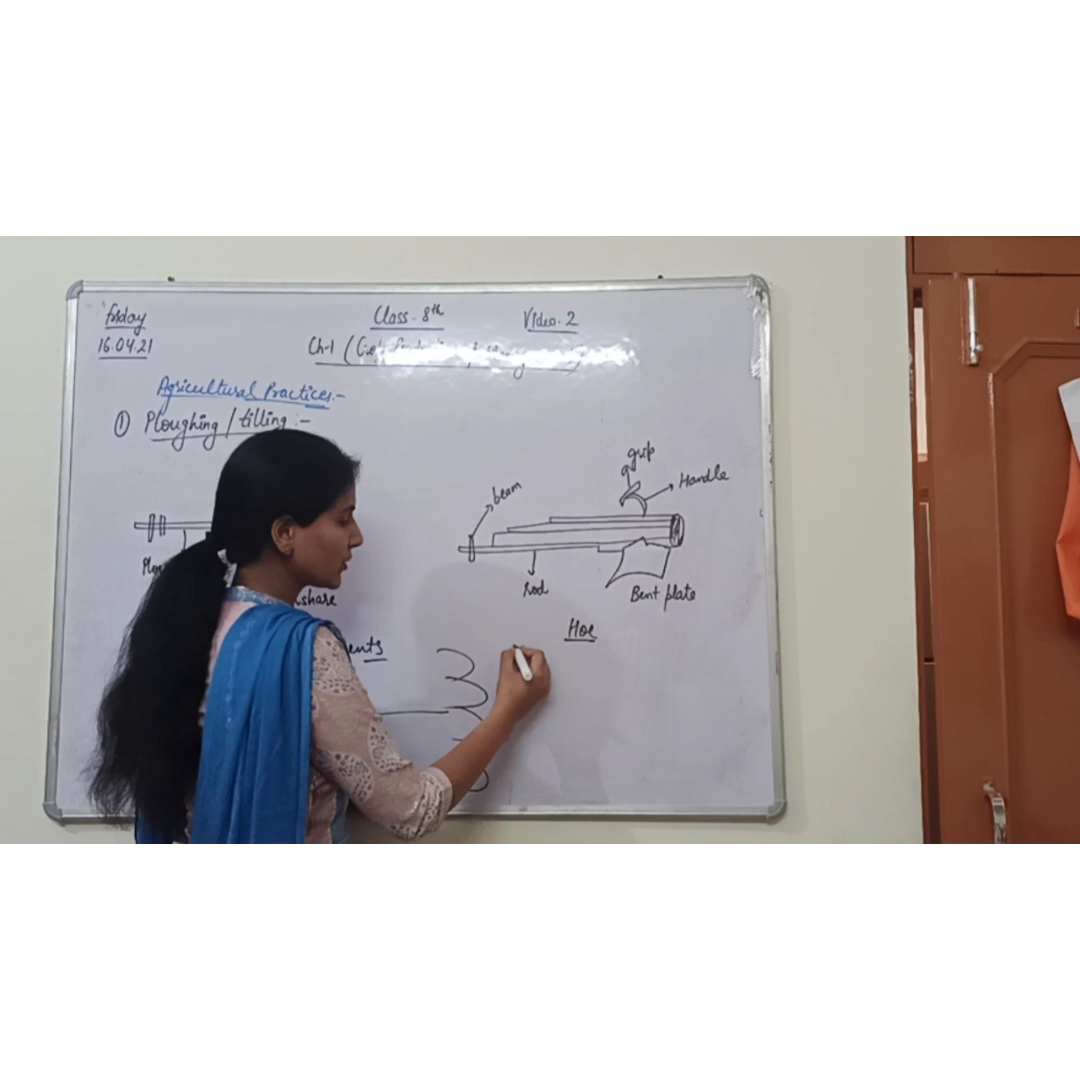 Friday
16.04.21
Class - 8th
Video - 2
Ch-1 (
Agricultural Practices:-
① Ploughing / tilling :-
grip
Handle
beam
Rod
Bent plate
Hoe